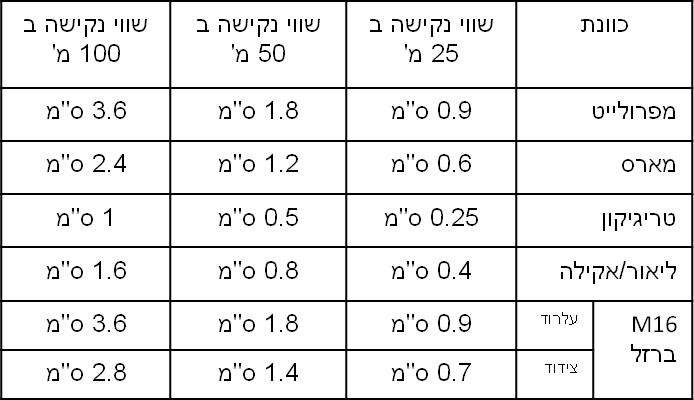 כוונת שווי נקישה ב 25 מ' שווי נקישה ב 50 מ' שווי נקישה ב 100 מ'
מפרולייט 0.9 ס"מ 1.8 ס"מ 3.6 ס"מ
מארס 0.6 ס"מ 1.2 ס"מ 2.4 ס"מ
טריגיקון 0.25 ס"מ 0.5 ס"מ 1 ס"מ
ליאור/אקילה 0.4 ס"מ 0.8 ס"מ 1.6 ס"מ
M16 ברזל עלרוד 0.9 ס"מ 1.8 ס"מ 3.6 ס"מ
צידוד 0.7 ס"מ 1.4 ס"מ 2.8 ס"מ